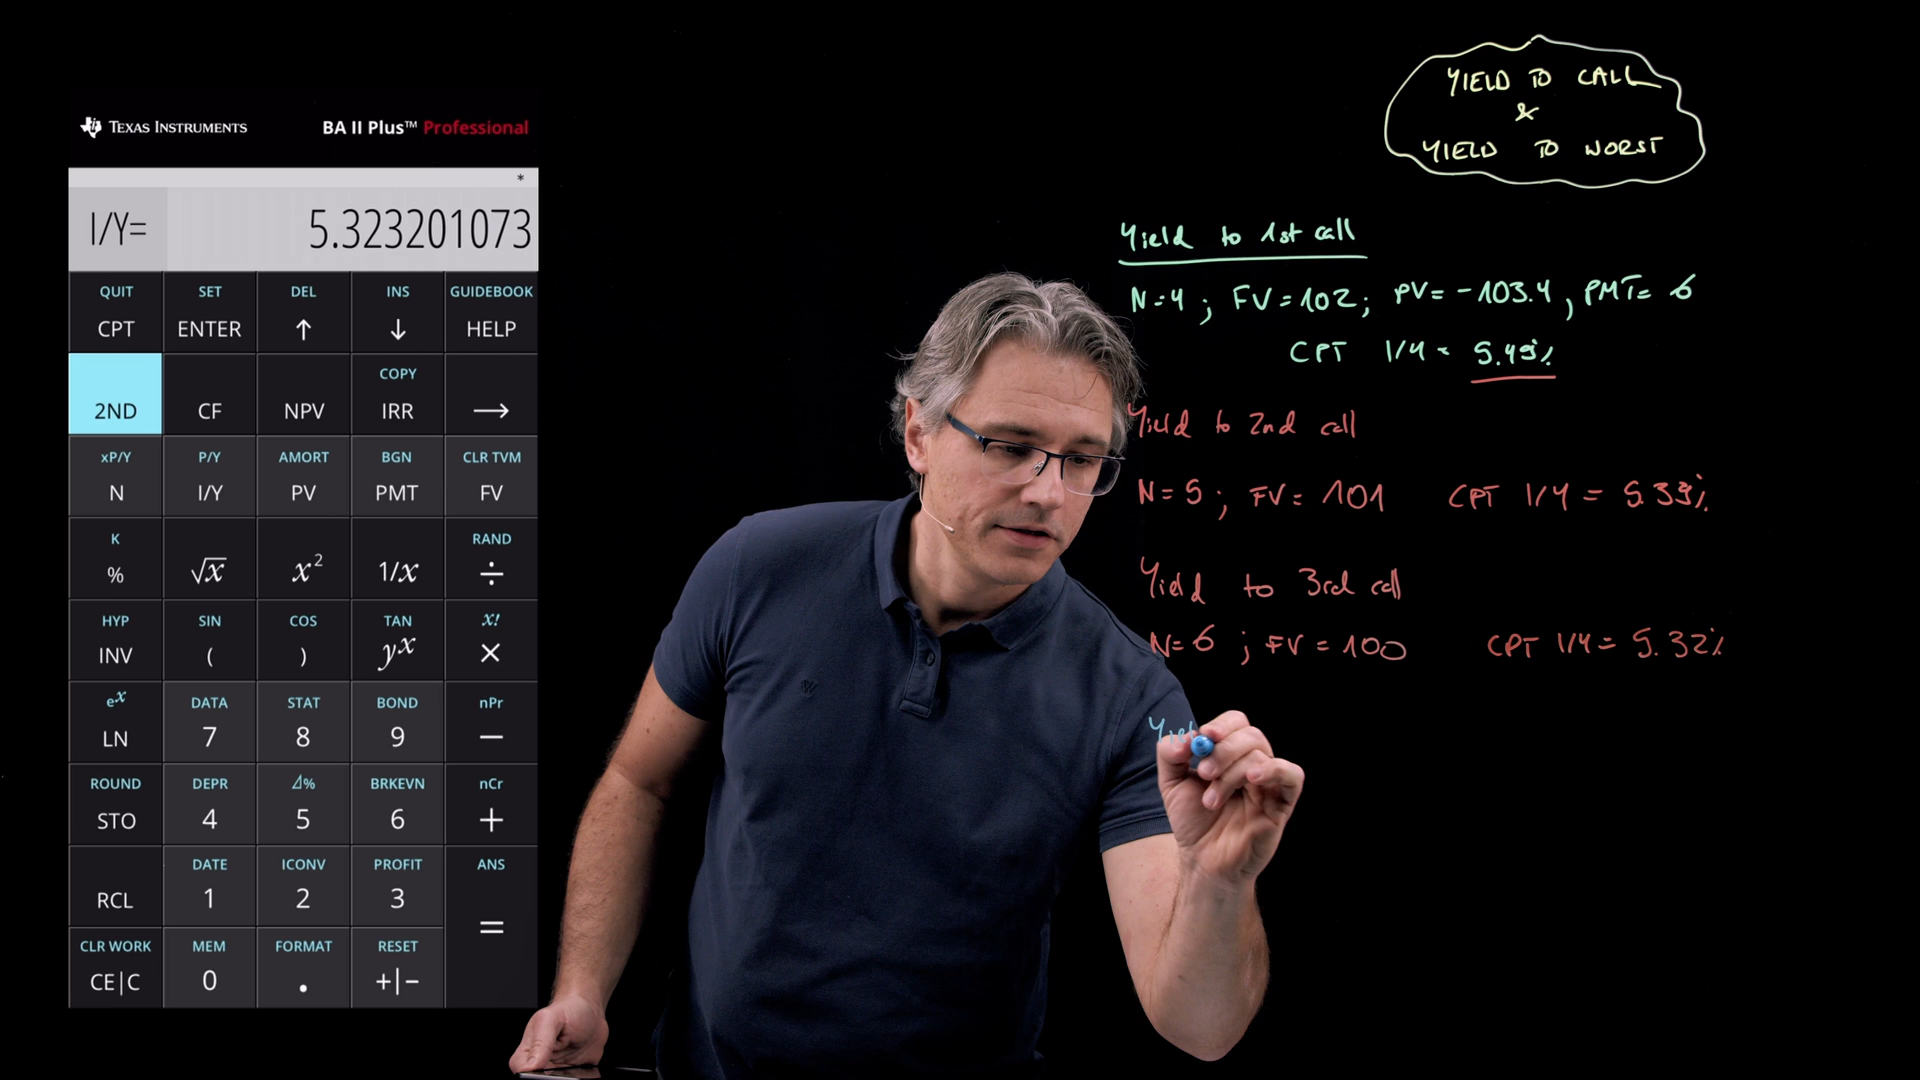 TEXAS INSTRUMENTS BA II Plus™ Professional
*
I/Y= 5.323201073
QUIT SET DEL INS GUIDEBOOK
CPT ENTER ↑ ↓ HELP
COPY
2ND CF NPV IRR →
xP/Y P/Y AMORT BGN CLR TVM
N I/Y PV PMT FV
K RAND
% √x x² 1/x ÷
HYP SIN COS TAN x!
INV ( ) yˣ ×
eˣ DATA STAT BOND nPr
LN 7 8 9 −
ROUND DEPR Δ% BRKEVN nCr
STO 4 5 6 +
DATE ICONV PROFIT ANS
RCL 1 2 3 =
CLR WORK MEM FORMAT RESET
CE|C 0 . +|−
YIELD TO CALL
&
YIELD TO WORST
Yield to 1st call
N=4 ; FV=102; PV=-103.4, PMT= 6
CPT I/Y = 5.49%
Yield to 2nd call
N=5 ; FV= 101 CPT I/Y = 5.39%
Yield to 3rd call
N=6 ; FV=100 CPT I/Y = 5.32%